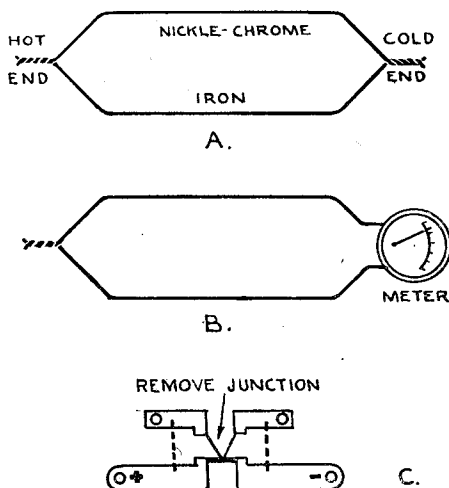 HOT END
NICKLE-CHROME
COLD END
IRON
A.
METER
B.
REMOVE JUNCTION
+ - C.